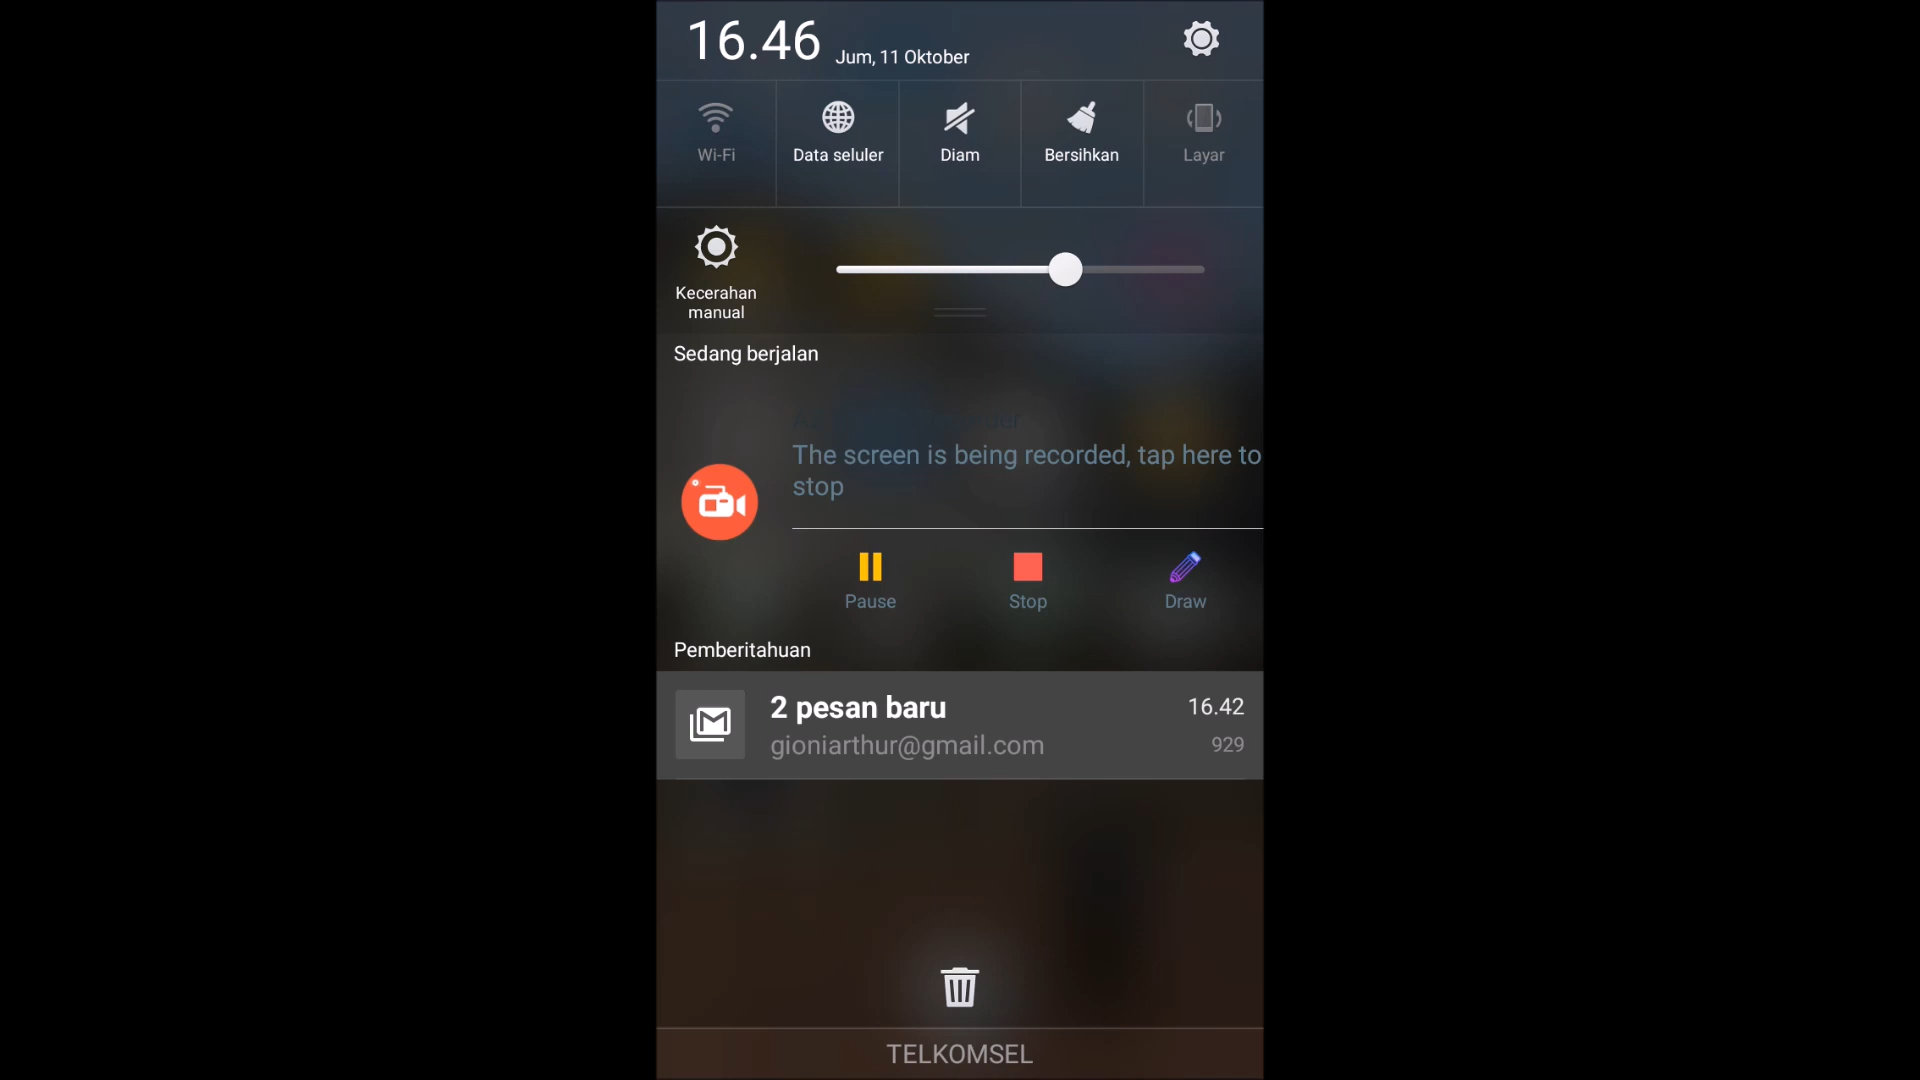 16.46 Jum, 11 Oktober
Wi-Fi
Data seluler
Diam
Bersihkan
Layar
Kecerahan
manual
Sedang berjalan
The screen is being recorded, tap here to
stop
Pause
Stop
Draw
Pemberitahuan
2 pesan baru
16.42
gioniarthur@gmail.com
929
TELKOMSEL